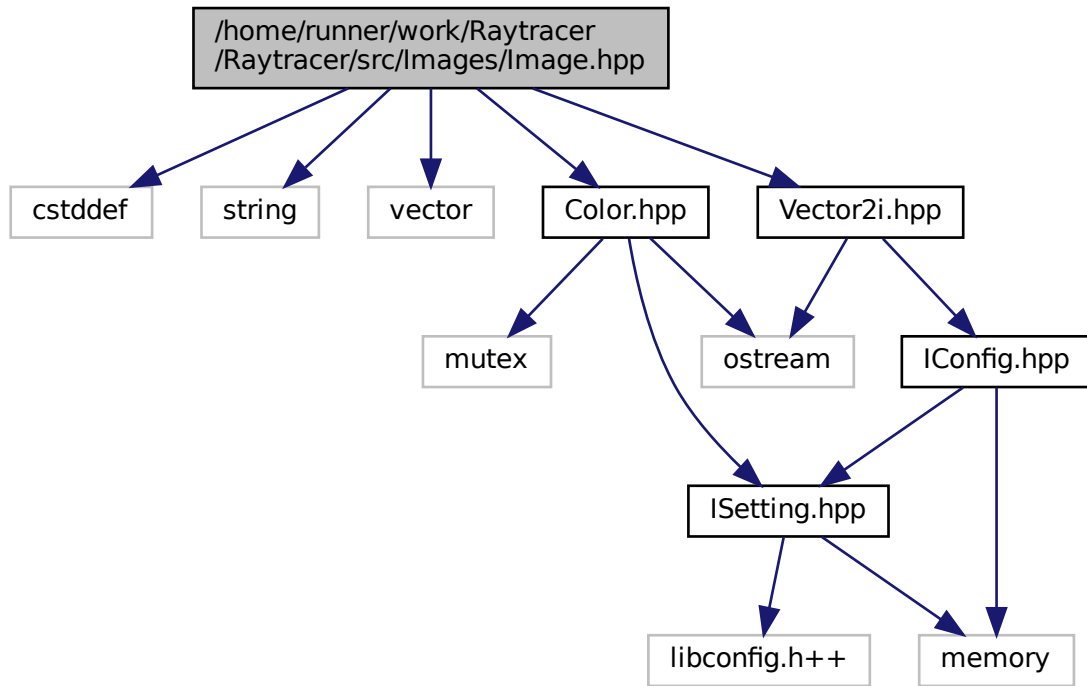 /home/runner/work/Raytracer
/Raytracer/src/Images/Image.hpp
cstddef
string
vector
Color.hpp
Vector2i.hpp
mutex
ostream
IConfig.hpp
ISetting.hpp
libconfig.h++
memory